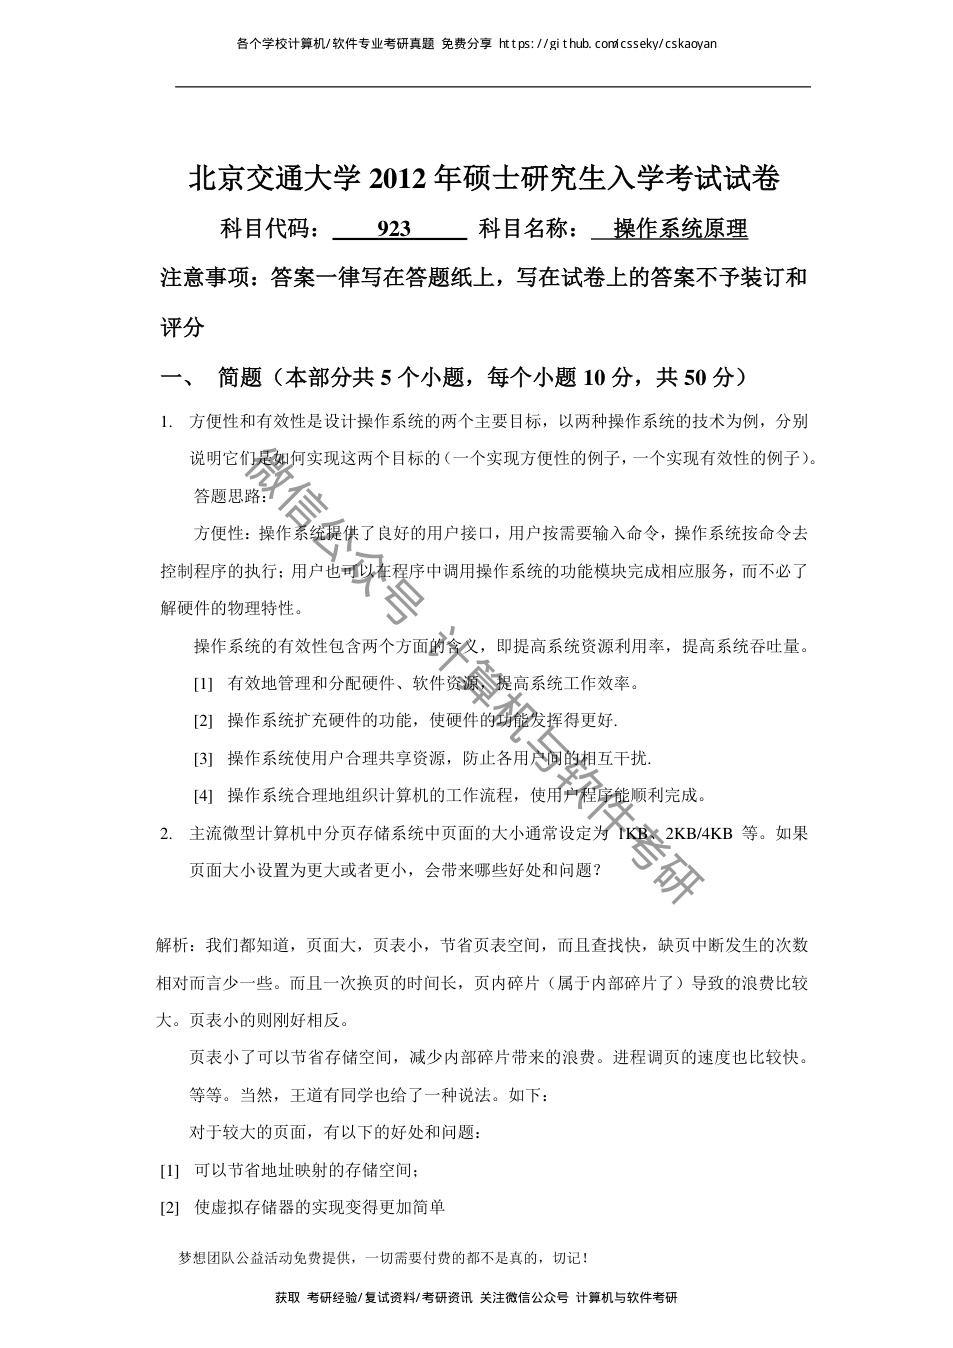 各个学校计算机/软件专业考研真题 免费分享 https://github.com/csseky/cskaoyan
北京交通大学 2012 年硕士研究生入学考试试卷
科目代码： 923 科目名称： 操作系统原理
注意事项：答案一律写在答题纸上，写在试卷上的答案不予装订和
评分
一、 简题（本部分共 5 个小题，每个小题 10 分，共 50 分）
1. 方便性和有效性是设计操作系统的两个主要目标，以两种操作系统的技术为例，分别
说明它们是如何实现这两个目标的（一个实现方便性的例子，一个实现有效性的例子）。
答题思路：
方便性：操作系统提供了良好的用户接口，用户按需要输入命令，操作系统按命令去
控制程序的执行；用户也可以在程序中调用操作系统的功能模块完成相应服务，而不必了
解硬件的物理特性。
操作系统的有效性包含两个方面的含义，即提高系统资源利用率，提高系统吞吐量。
[1] 有效地管理和分配硬件、软件资源，提高系统工作效率。
[2] 操作系统扩充硬件的功能，使硬件的功能发挥得更好.
[3] 操作系统使用户合理共享资源，防止各用户间的相互干扰.
[4] 操作系统合理地组织计算机的工作流程，使用户程序能顺利完成。
2. 主流微型计算机中分页存储系统中页面的大小通常设定为 1KB、2KB/4KB 等。如果
页面大小设置为更大或者更小，会带来哪些好处和问题？
解析：我们都知道，页面大，页表小，节省页表空间，而且查找快，缺页中断发生的次数
相对而言少一些。而且一次换页的时间长，页内碎片（属于内部碎片了）导致的浪费比较
大。页表小的则刚好相反。
页表小了可以节省存储空间，减少内部碎片带来的浪费。进程调页的速度也比较快。
等等。当然，王道有同学也给了一种说法。如下：
对于较大的页面，有以下的好处和问题：
[1] 可以节省地址映射的存储空间；
[2] 使虚拟存储器的实现变得更加简单
梦想团队公益活动免费提供，一切需要付费的都不是真的，切记！
获取 考研经验/复试资料/考研资讯 关注微信公众号 计算机与软件考研
微信公众号 计算机与软件考研